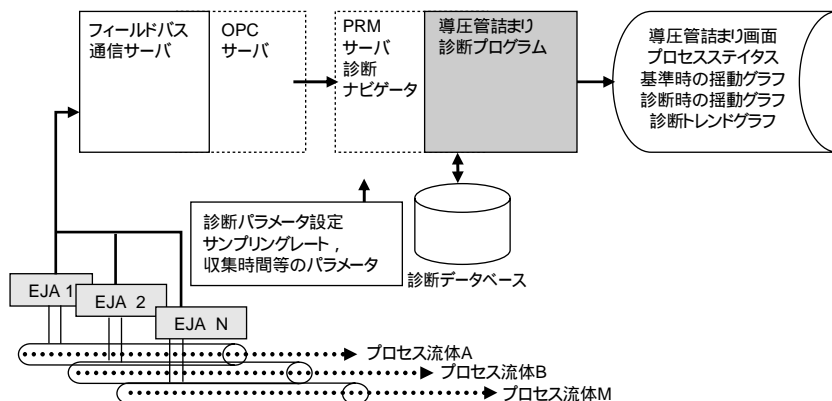 フィールドバス
通信サーバ
OPC
サーバ
PRM
サーバ
診断
ナビゲータ
導圧管詰まり
診断プログラム
導圧管詰まり画面
プロセスステイタス
基準時の揺動グラフ
診断時の揺動グラフ
診断トレンドグラフ
診断パラメータ設定
サンプリングレート，
収集時間等のパラメータ
診断データベース
EJA 1
EJA 2
EJA N
プロセス流体A
プロセス流体B
プロセス流体M